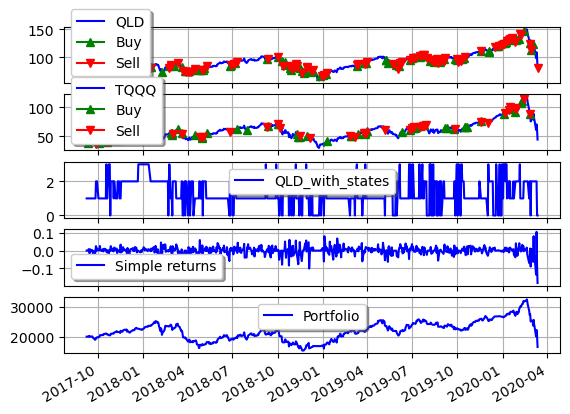 150
100
QLD
Buy
Sell
100
50
TQQQ
Buy
Sell
2
0
QLD_with_states
0.1
0.0
−0.1
Simple returns
30000
20000
Portfolio
2017-10
2018-01
2018-04
2018-07
2018-10
2019-01
2019-04
2019-07
2019-10
2020-01
2020-04